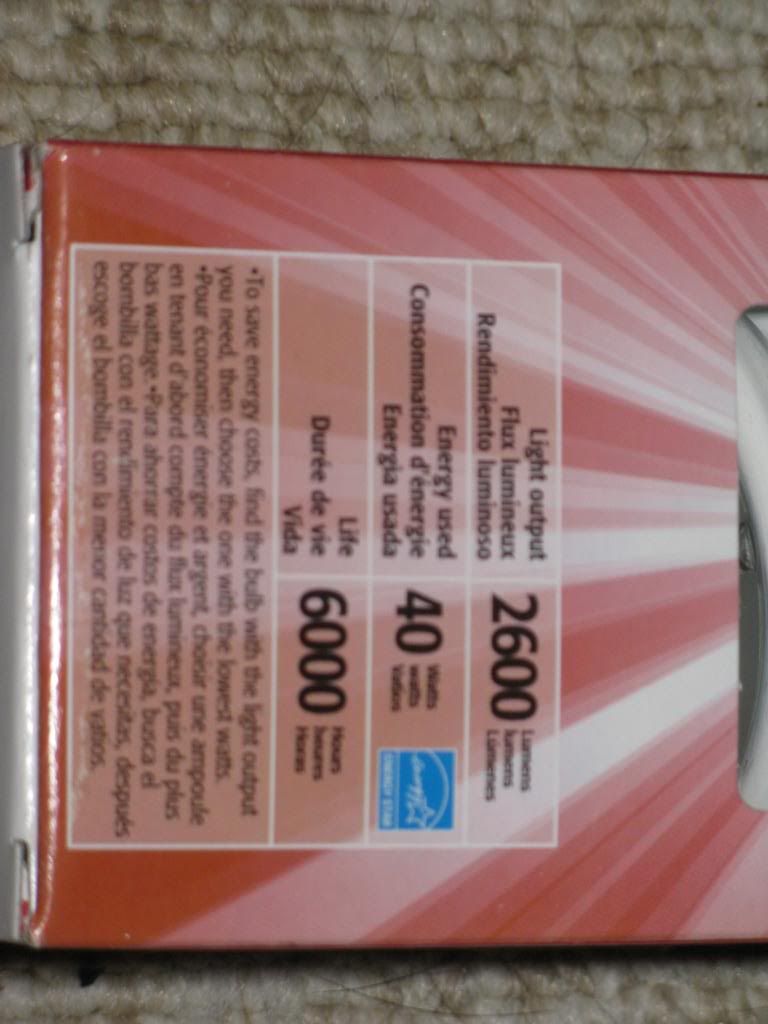 Light output
Flux lumineux
Rendimiento luminoso
2600
Lumens
lumens
Lúmenes
Energy used
Consommation d'énergie
Energía usada
40
Watts
watts
Vatios
ENERGY STAR
Life
Durée de vie
Vida
6000
Hours
heures
Horas
•To save energy costs, find the bulb with the light output
you need, then choose the one with the lowest watts.
•Pour économiser énergie et argent, choisir une ampoule
en tenant d'abord compte du flux lumineux, puis du plus
bas wattage. •Para ahorrar costos de energía, busca el
bombilla con el rendimiento de luz que necesitas, después
escoge el bombilla con la menor cantidad de vatios.